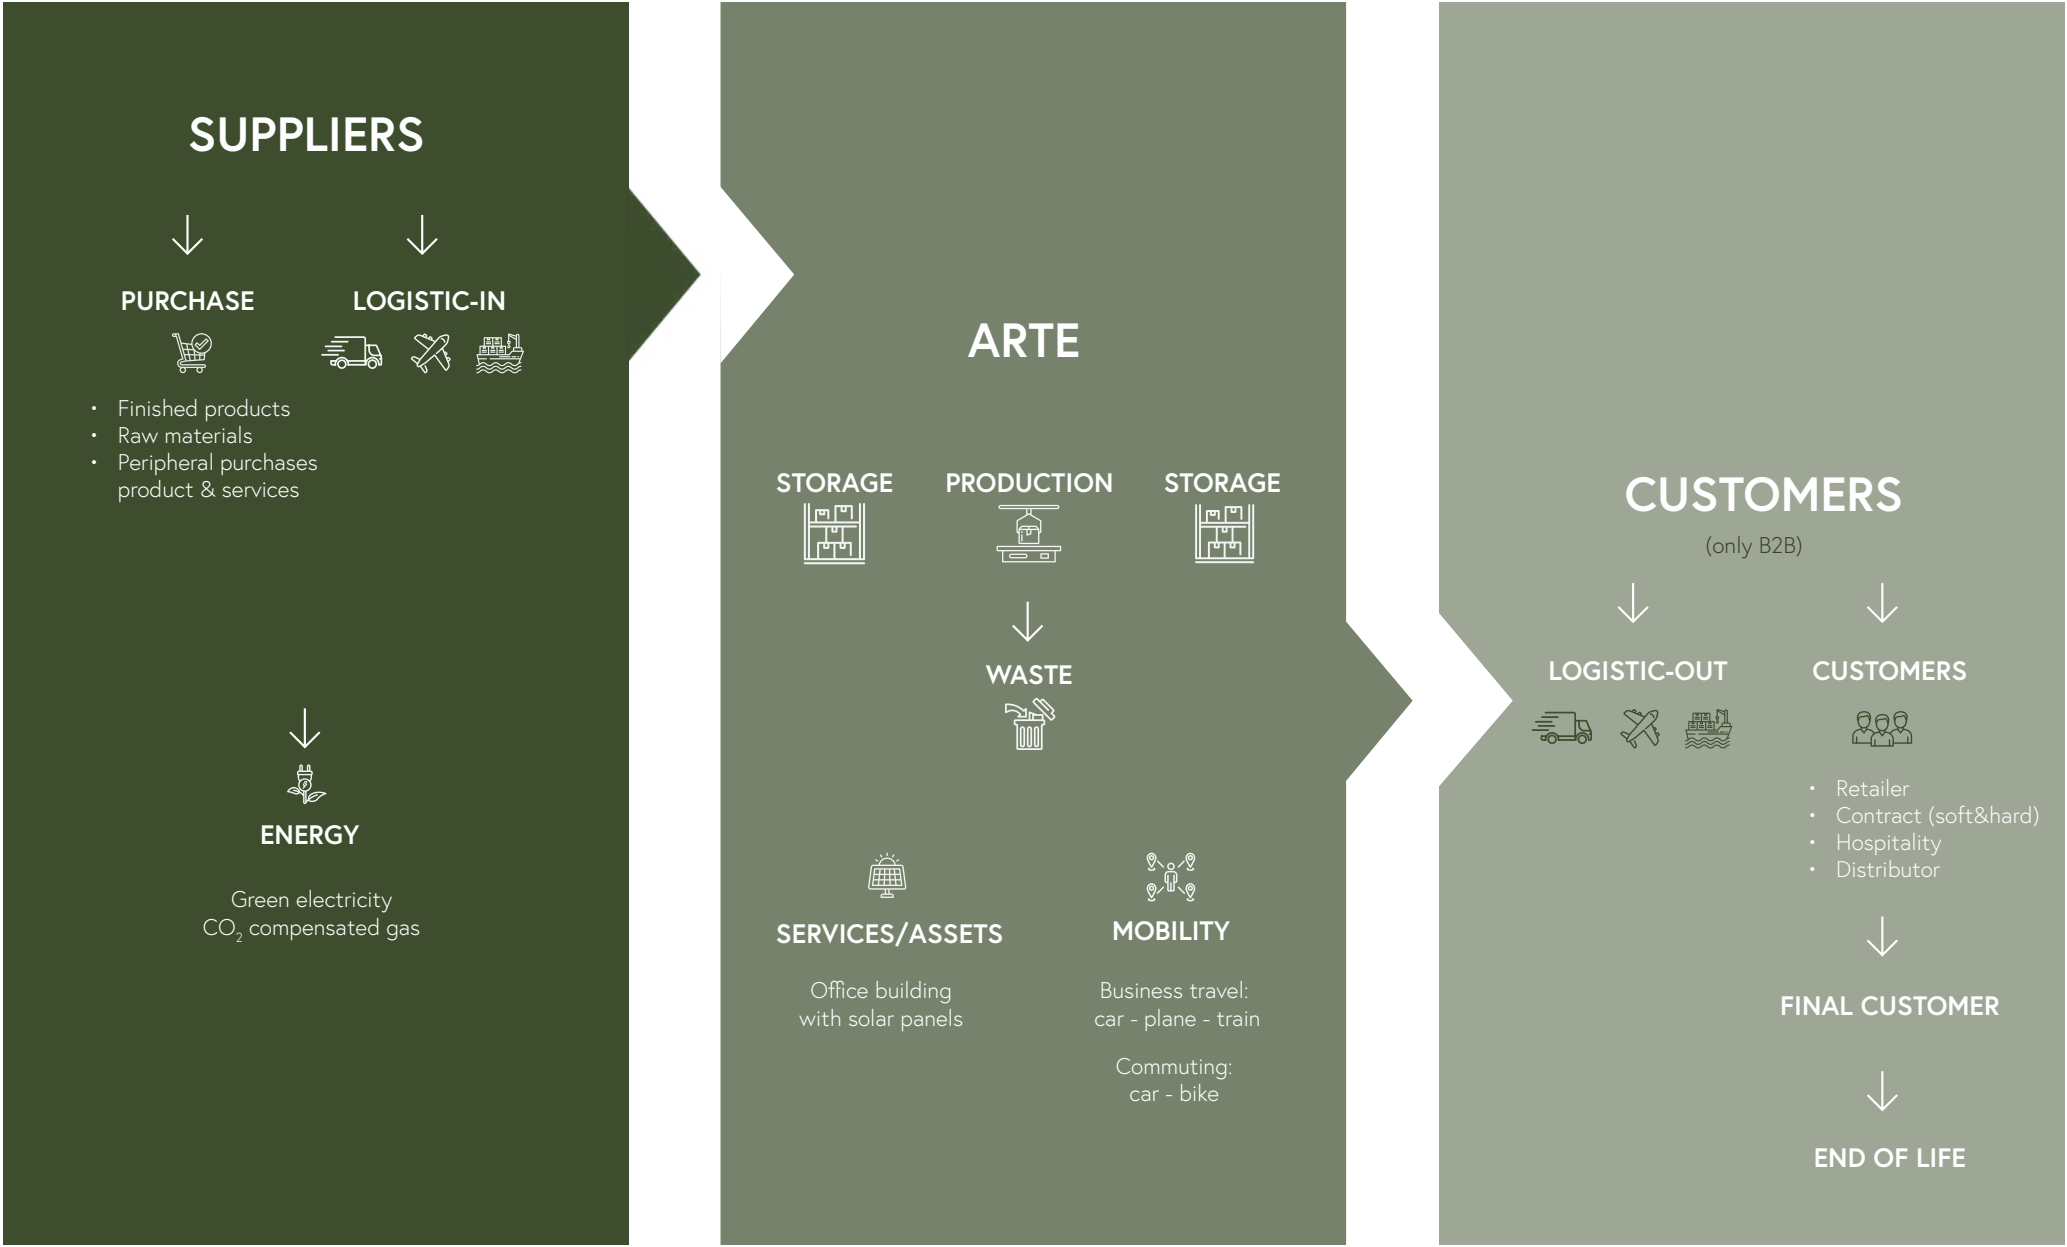 SUPPLIERS
PURCHASE
LOGISTIC-IN
• Finished products
• Raw materials
• Peripheral purchases
product & services
ENERGY
Green electricity
CO₂ compensated gas
ARTE
STORAGE
PRODUCTION
STORAGE
WASTE
SERVICES/ASSETS
Office building
with solar panels
MOBILITY
Business travel:
car - plane - train
Commuting:
car - bike
CUSTOMERS
(only B2B)
LOGISTIC-OUT
CUSTOMERS
• Retailer
• Contract (soft&hard)
• Hospitality
• Distributor
FINAL CUSTOMER
END OF LIFE